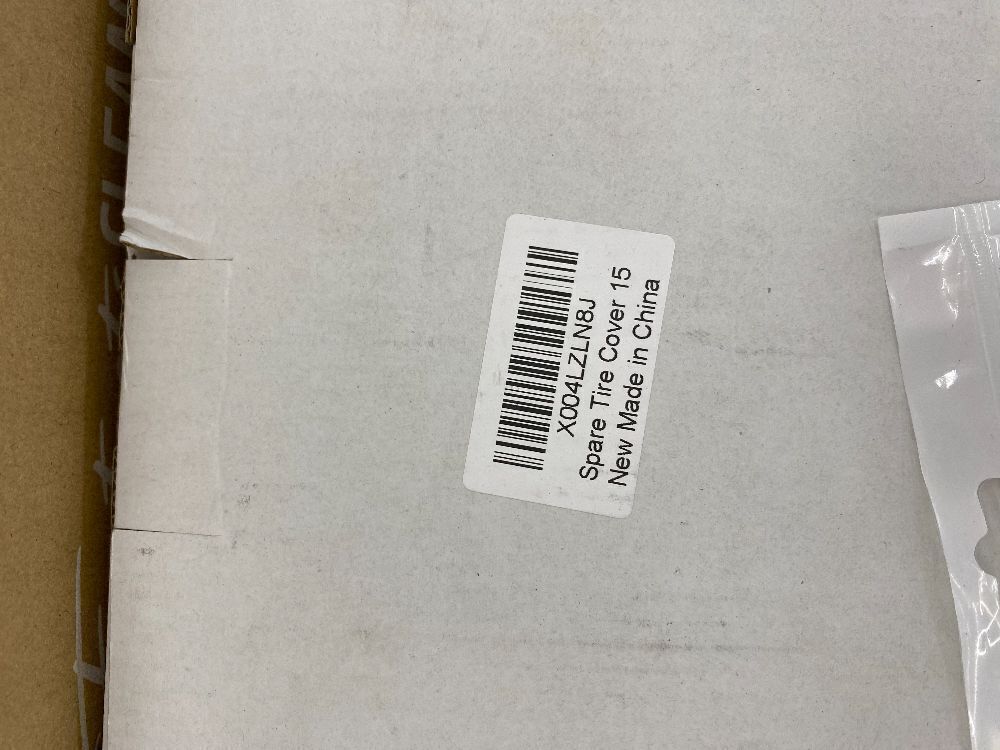 X004LZLN8J
Spare Tire Cover 15
New Made in China